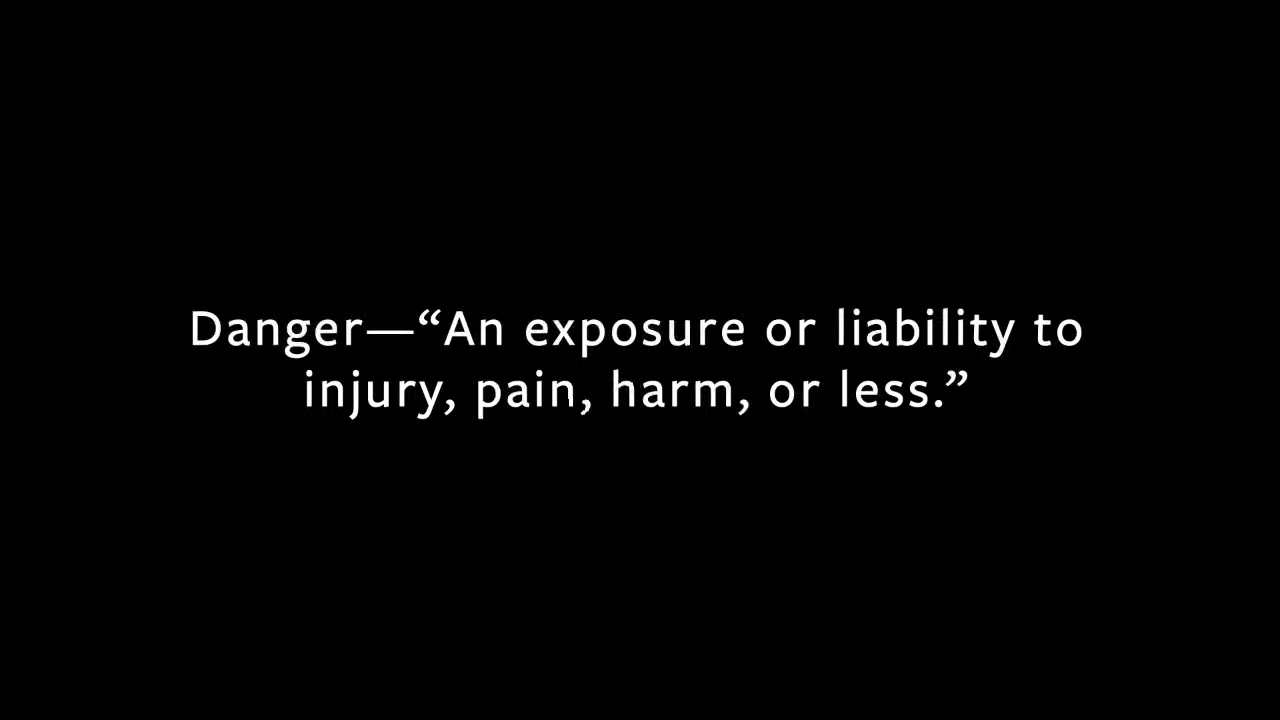 Danger—“An exposure or liability to
injury, pain, harm, or less.”